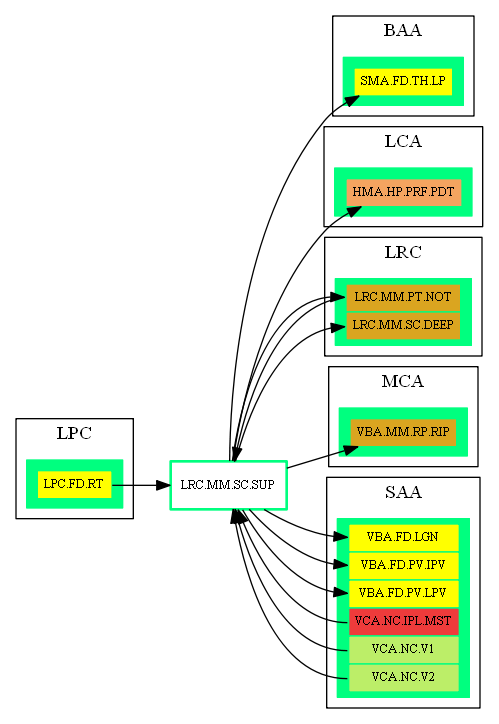 BAA
SMA.FD.TH.LP
LCA
HMA.HP.PRF.PDT
LRC
LRC.MM.PT.NOT
LRC.MM.SC.DEEP
MCA
VBA.MM.RP.RIP
LPC
LPC.FD.RT
LRC.MM.SC.SUP
SAA
VBA.FD.LGN
VBA.FD.PV.IPV
VBA.FD.PV.LPV
VCA.NC.IPL.MST
VCA.NC.V1
VCA.NC.V2